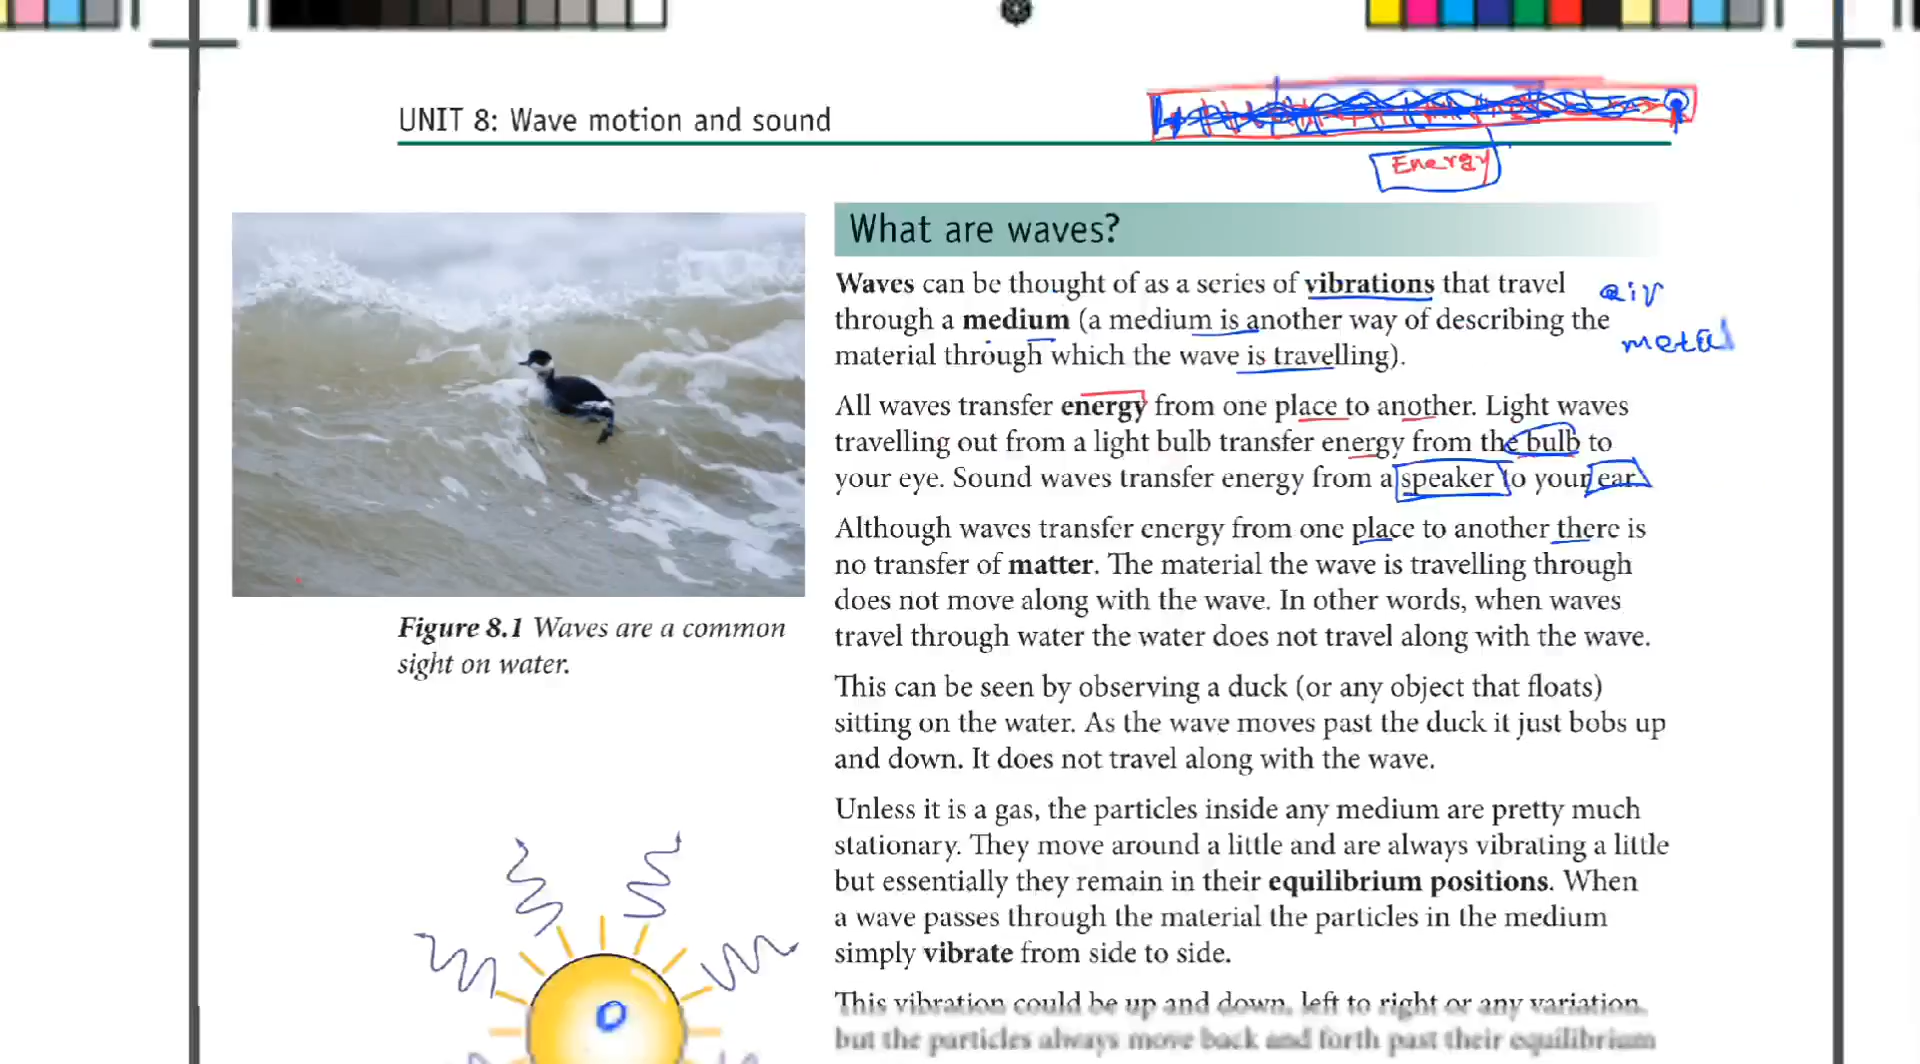 UNIT 8: Wave motion and sound
Energy
What are waves?
Waves can be thought of as a series of vibrations that travel
through a medium (a medium is another way of describing the
material through which the wave is travelling).
air
metal
All waves transfer energy from one place to another. Light waves
travelling out from a light bulb transfer energy from the bulb to
your eye. Sound waves transfer energy from a speaker to your ear.
Although waves transfer energy from one place to another there is
no transfer of matter. The material the wave is travelling through
does not move along with the wave. In other words, when waves
travel through water the water does not travel along with the wave.
Figure 8.1 Waves are a common
sight on water.
This can be seen by observing a duck (or any object that floats)
sitting on the water. As the wave moves past the duck it just bobs up
and down. It does not travel along with the wave.
Unless it is a gas, the particles inside any medium are pretty much
stationary. They move around a little and are always vibrating a little
but essentially they remain in their equilibrium positions. When
a wave passes through the material the particles in the medium
simply vibrate from side to side.
This vibration could be up and down, left to right or any variation,
but the particles always move back and forth past their equilibrium